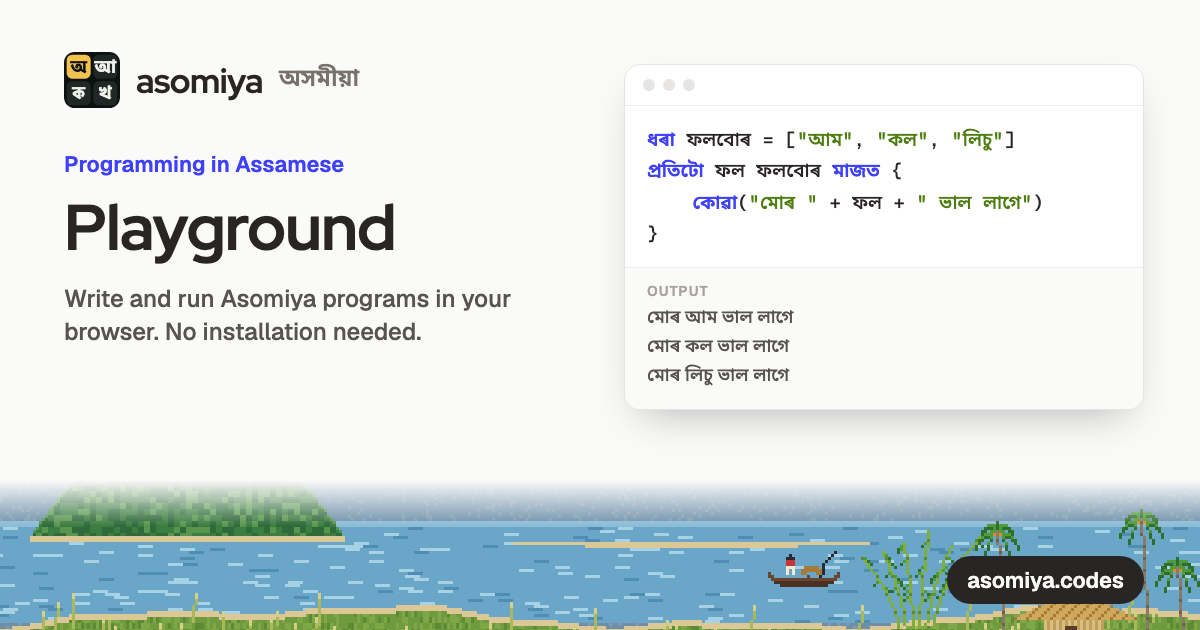 অ আ
ক খ
asomiya অসমীয়া
Programming in Assamese
Playground
Write and run Asomiya programs in your
browser. No installation needed.
ধৰা ফলবোৰ = ["আম", "কল", "লিচু"]
প্ৰতিটো ফল ফলবোৰ মাজত {
    কোৱা("মোৰ " + ফল + " ভাল লাগে")
}
OUTPUT
মোৰ আম ভাল লাগে
মোৰ কল ভাল লাগে
মোৰ লিচু ভাল লাগে
asomiya.codes